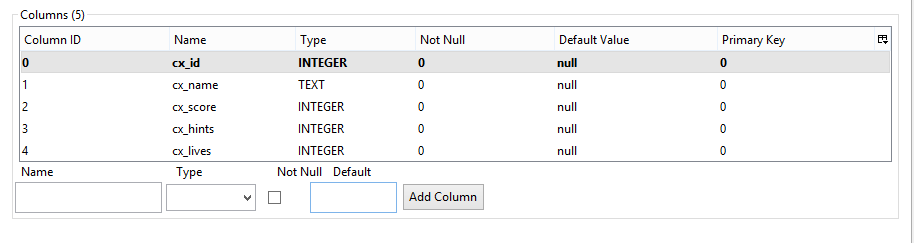 Columns (5)
Column ID Name Type Not Null Default Value Primary Key
0 cx_id INTEGER 0 null 0
1 cx_name TEXT 0 null 0
2 cx_score INTEGER 0 null 0
3 cx_hints INTEGER 0 null 0
4 cx_lives INTEGER 0 null 0
Name Type Not Null Default
Add Column